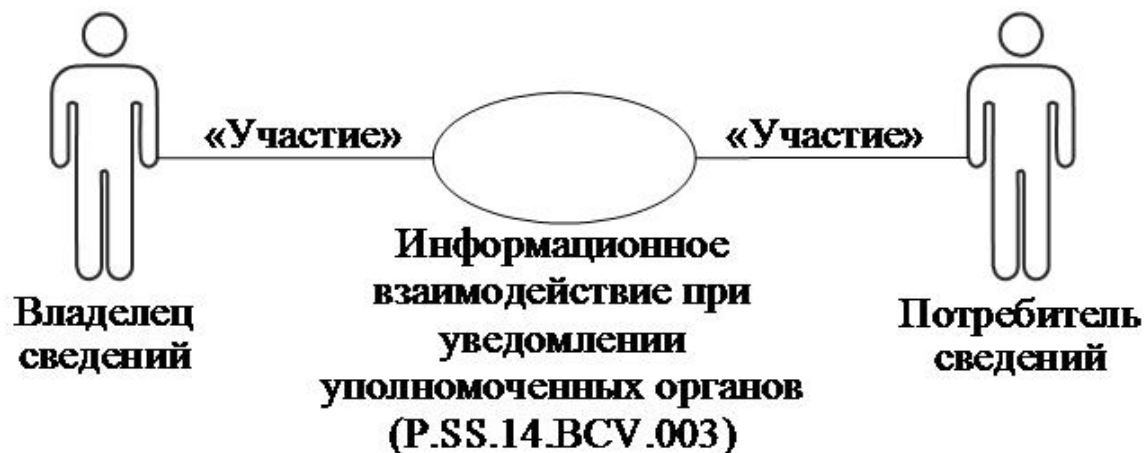 «Участие»
«Участие»
Информационное
взаимодействие при
уведомлении
уполномоченных органов
(P.SS.14.BCV.003)
Владелец
сведений
Потребитель
сведений